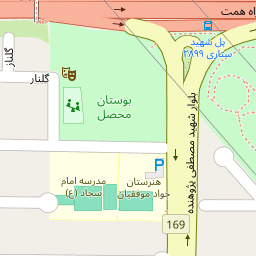 اه همت
پل شهید
ستاری ۲۸۹۹
گلناز
گلنار
بوستان
محصل
بلوار شهید مصطفی پژوهنده
P
هنرستان
جواد موفقیان
مدرسه امام
سجاد (ع)
169